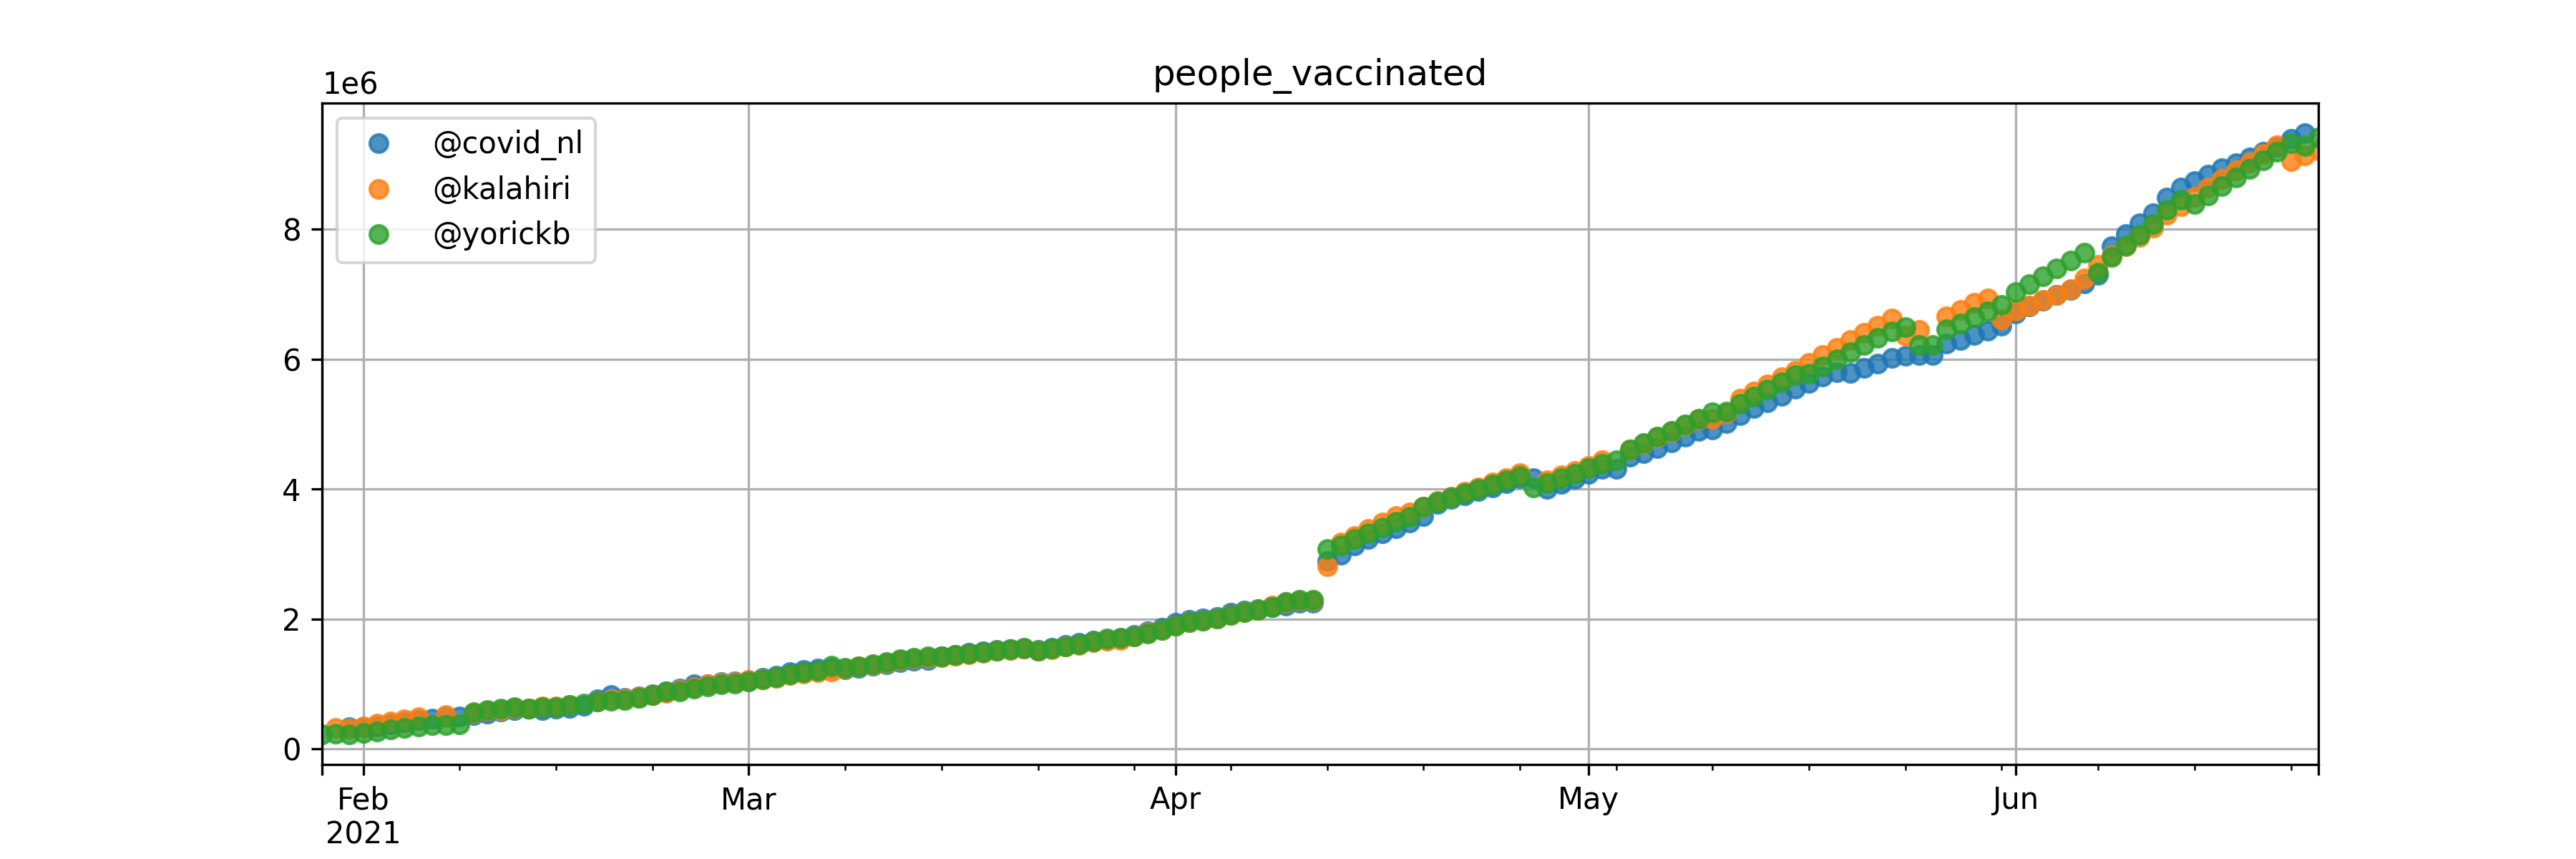 people_vaccinated
1e6
@covid_nl
@kalahiri
@yorickb
8
6
4
2
0
Feb Mar Apr May Jun
2021